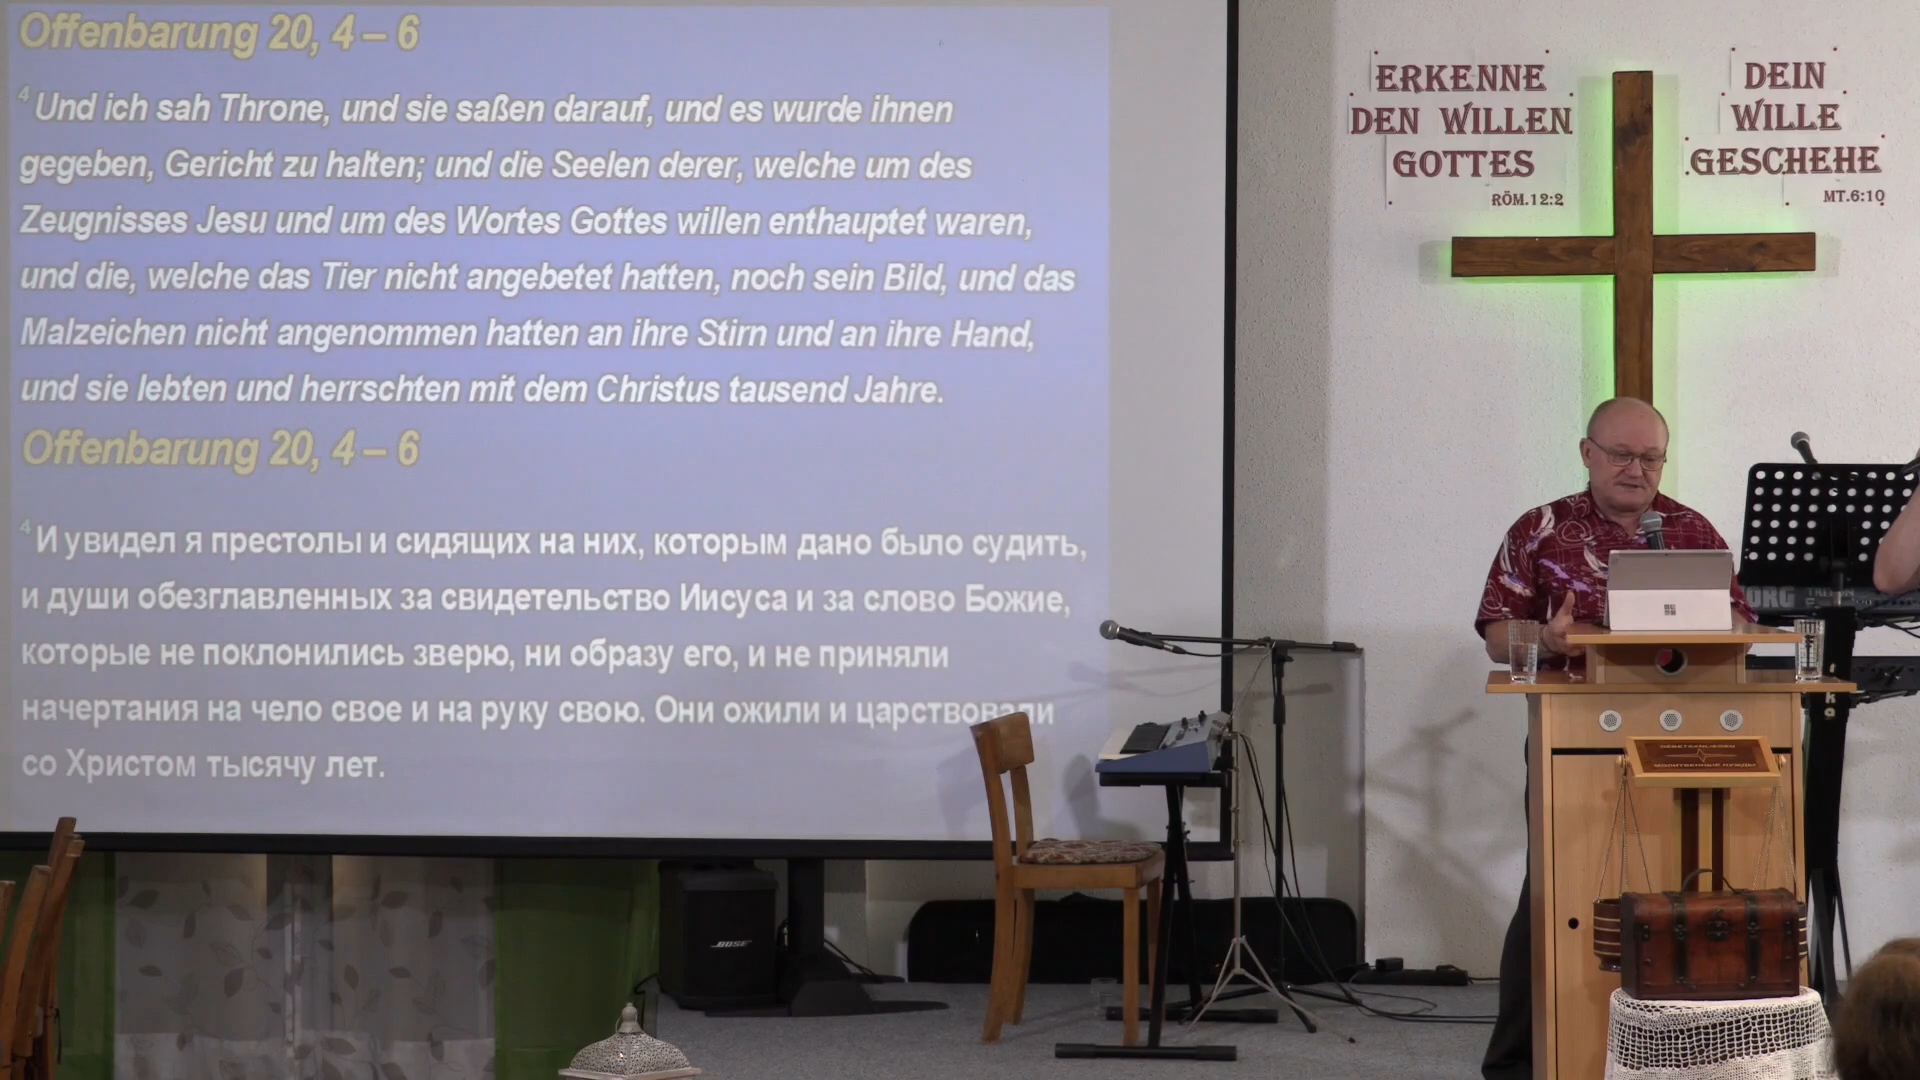 Offenbarung 20, 4 – 6
4 Und ich sah Throne, und sie saßen darauf, und es wurde ihnen
gegeben, Gericht zu halten; und die Seelen derer, welche um des
Zeugnisses Jesu und um des Wortes Gottes willen enthauptet waren,
und die, welche das Tier nicht angebetet hatten, noch sein Bild, und das
Malzeichen nicht angenommen hatten an ihre Stirn und an ihre Hand,
und sie lebten und herrschten mit dem Christus tausend Jahre.
Offenbarung 20, 4 – 6
4 И увидел я престолы и сидящих на них, которым дано было судить,
и души обезглавленных за свидетельство Иисуса и за слово Божие,
которые не поклонились зверю, ни образу его, и не приняли
начертания на чело свое и на руку свою. Они ожили и царствовали
со Христом тысячу лет.
ERKENNE
DEN WILLEN
GOTTES
RÖM.12:2
DEIN
WILLE
GESCHEHE
MT.6:10
KORG
BOSE
МОЛИТВЕННЫЕ НУЖДЫ